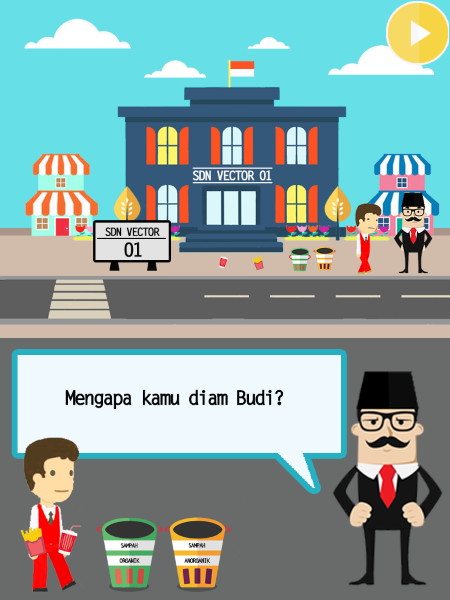 SDN VECTOR 01
SDN VECTOR
01
Mengapa kamu diam Budi?
SAMPAH
ORGANIK
SAMPAH
ANORGANIK